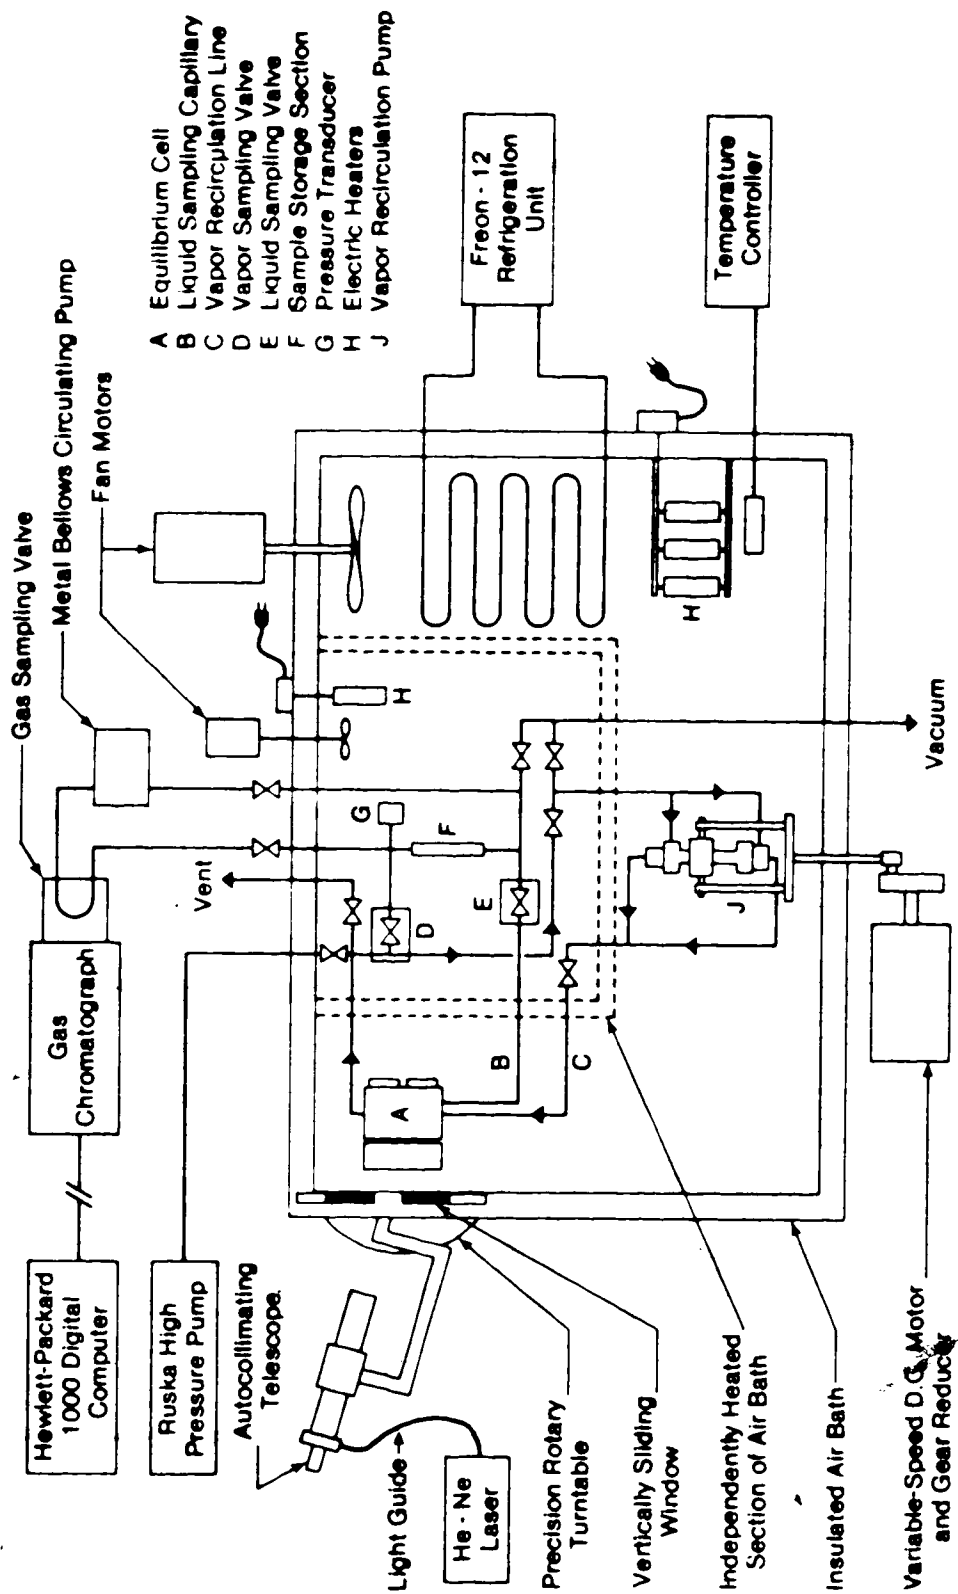 Gas Sampling Valve
Metal Bellows Circulating Pump
Fan Motors
A Equilibrium Cell
B Liquid Sampling Capillary
C Vapor Recirculation Line
D Vapor Sampling Valve
E Liquid Sampling Valve
F Sample Storage Section
G Pressure Transducer
H Electric Heaters
J Vapor Recirculation Pump
Hewlett-Packard
1000 Digital
Computer
Gas
Chromatograph
Ruska High
Pressure Pump
Vent
Autocollimating
Telescope
Light Guide
He - Ne
Laser
Precision Rotary
Turntable
Vertically Sliding
Window
Independently Heated
Section of Air Bath
Insulated Air Bath
Variable-Speed D.C. Motor
and Gear Reducer
A
B
C
D
E
F
G
H
H
J
Vacuum
Freon - 12
Refrigeration
Unit
Temperature
Controller